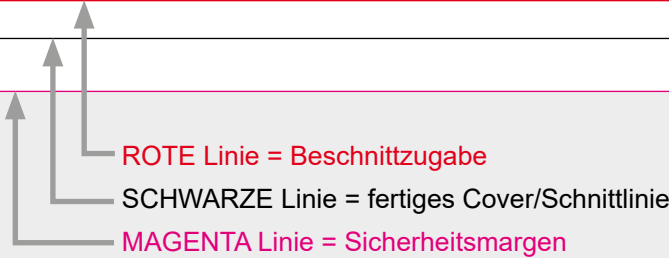 ROTE Linie = Beschnittzugabe
SCHWARZE Linie = fertiges Cover/Schnittlinie
MAGENTA Linie = Sicherheitsmargen